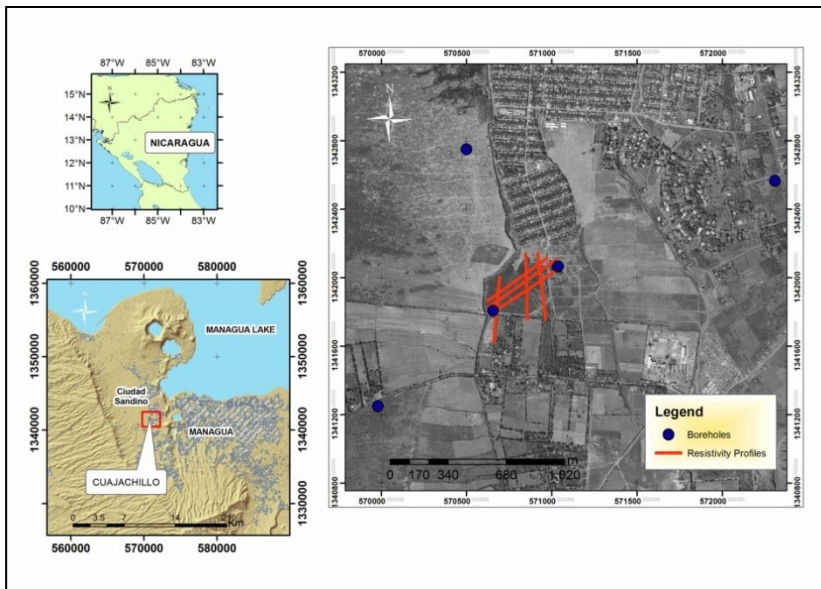 87°W 85°W 83°W
15°N
14°N
13°N
12°N
11°N
10°N
N
NICARAGUA
87°W 85°W 83°W
560000 570000 580000
1360000
1350000
1340000
1330000
N
MANAGUA LAKE
Ciudad
Sandino
MANAGUA
CUAJACHILLO
0 3.5 7 14 21
Km
560000 570000 580000
1360000
1350000
1340000
1330000
570000 570500 571000 571500 572000
1343200
1342800
1342400
1342000
1341600
1341200
1340800
N
Legend
Boreholes
Resistivity Profiles
m
0 170 340 680 1,020
570000 570500 571000 571500 572000
1343200
1342800
1342400
1342000
1341600
1341200
1340800